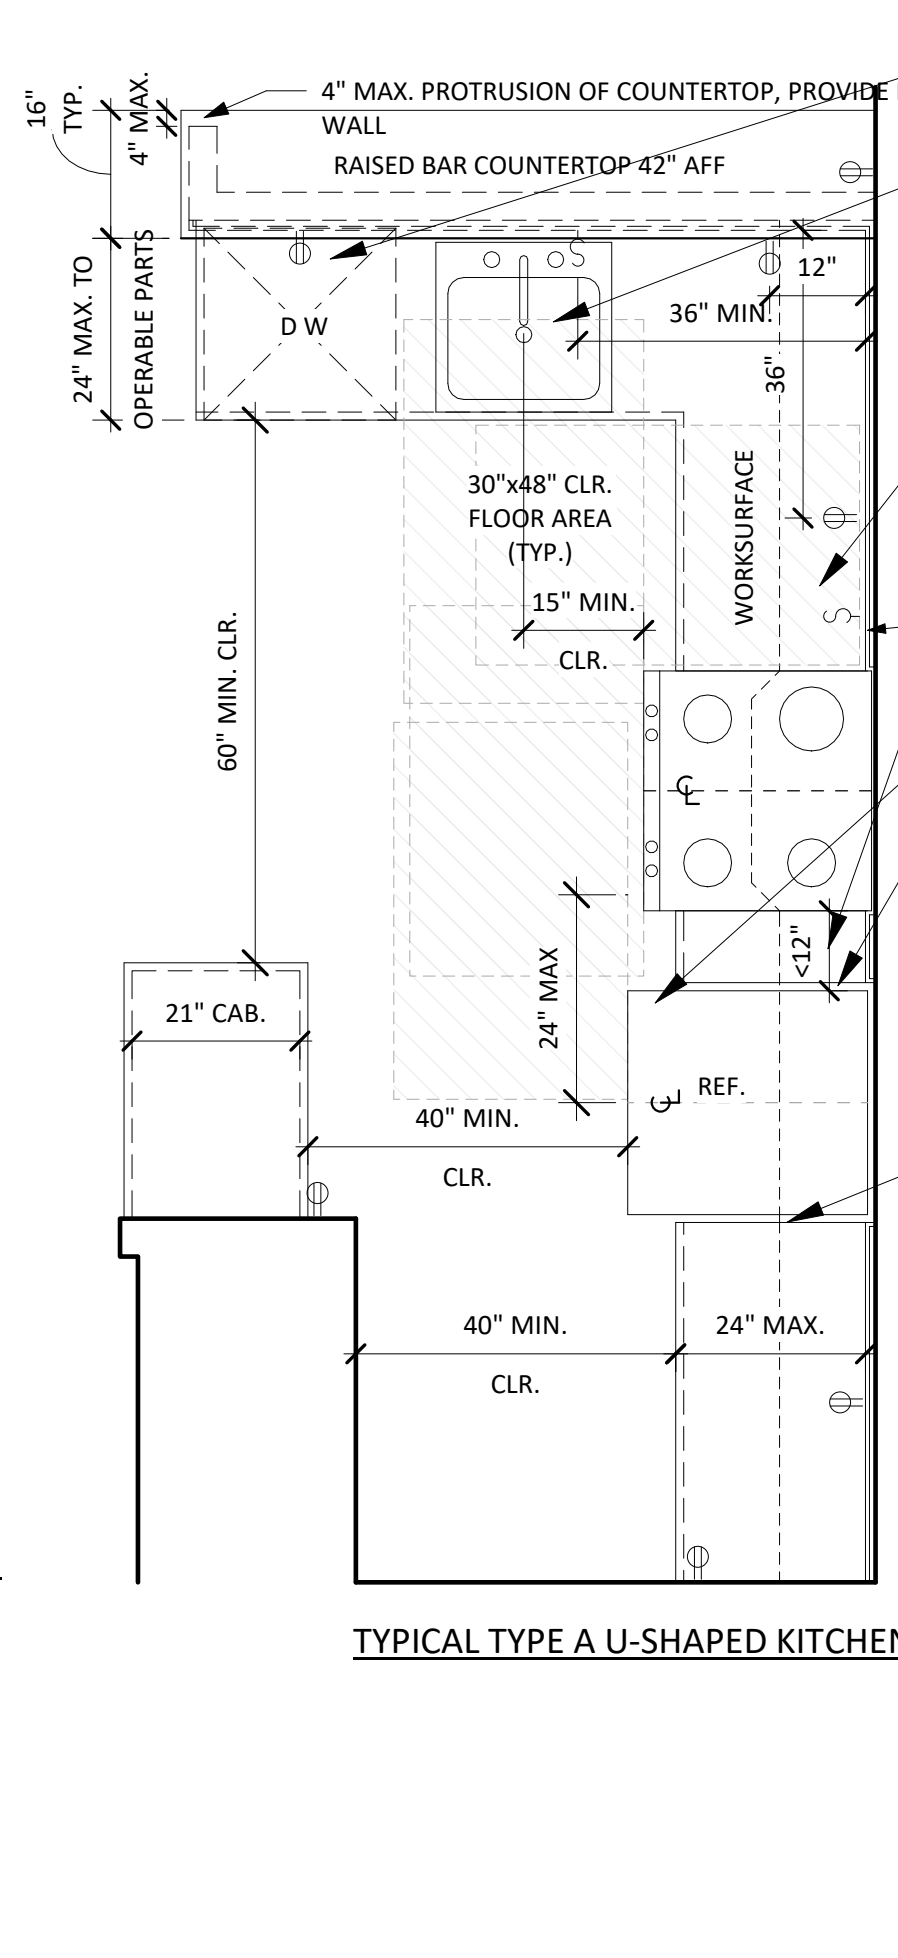 16"
TYP.
4" MAX.
4" MAX. PROTRUSION OF COUNTERTOP, PROVIDE
WALL
RAISED BAR COUNTERTOP 42" AFF
24" MAX. TO
OPERABLE PARTS
D W
12"
36" MIN.
36"
30"x48" CLR.
FLOOR AREA
(TYP.)
WORKSURFACE
15" MIN.
CLR.
60" MIN. CLR.
CL
<12"
24" MAX
21" CAB.
REF.
CL
40" MIN.
CLR.
40" MIN.
CLR.
24" MAX.
TYPICAL TYPE A U-SHAPED KITCHEN